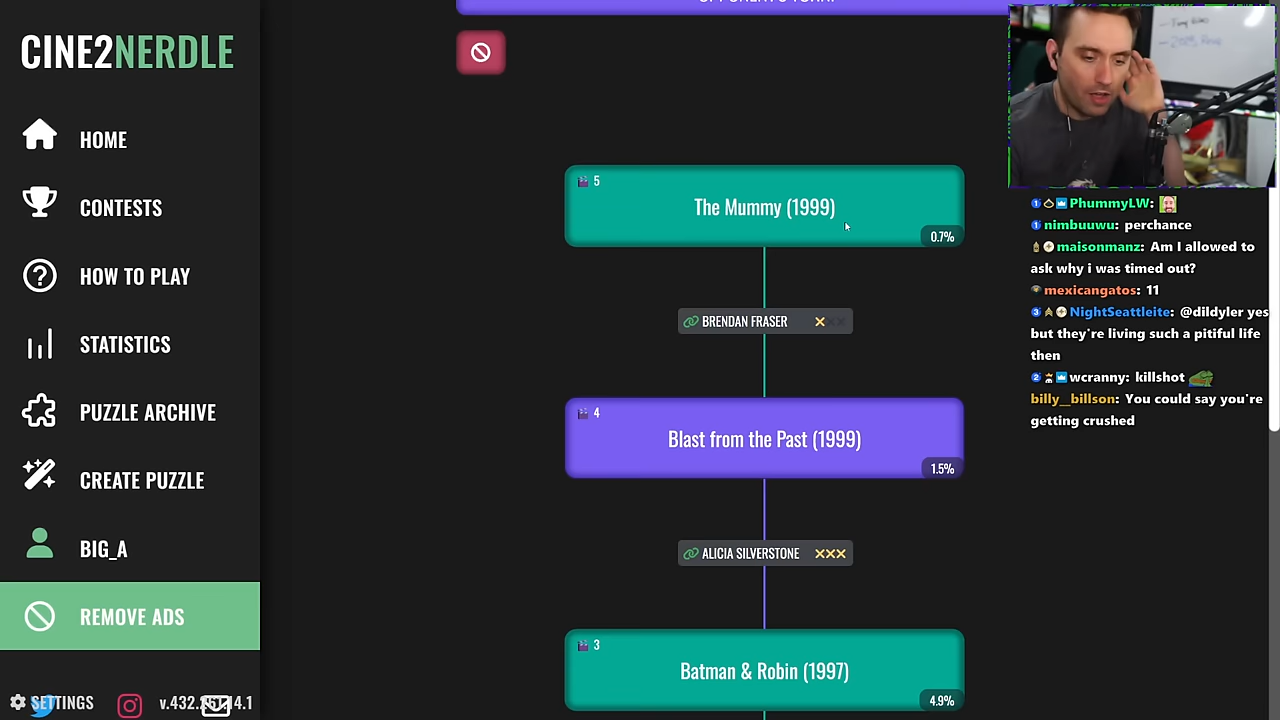 CINE2NERDLE
HOME
CONTESTS
HOW TO PLAY
STATISTICS
PUZZLE ARCHIVE
CREATE PUZZLE
BIG_A
REMOVE ADS
SETTINGS
5
The Mummy (1999)
0.7%
BRENDAN FRASER
4
Blast from the Past (1999)
1.5%
ALICIA SILVERSTONE
3
Batman & Robin (1997)
4.9%
PhummyLW:
nimbuuwu: perchance
maisonmanz: Am I allowed to
ask why i was timed out?
mexicangatos: 11
NightSeattleite: @dildyler yes
but they're living such a pitiful life
then
wcranny: killshot
billy__billson: You could say you're
getting crushed